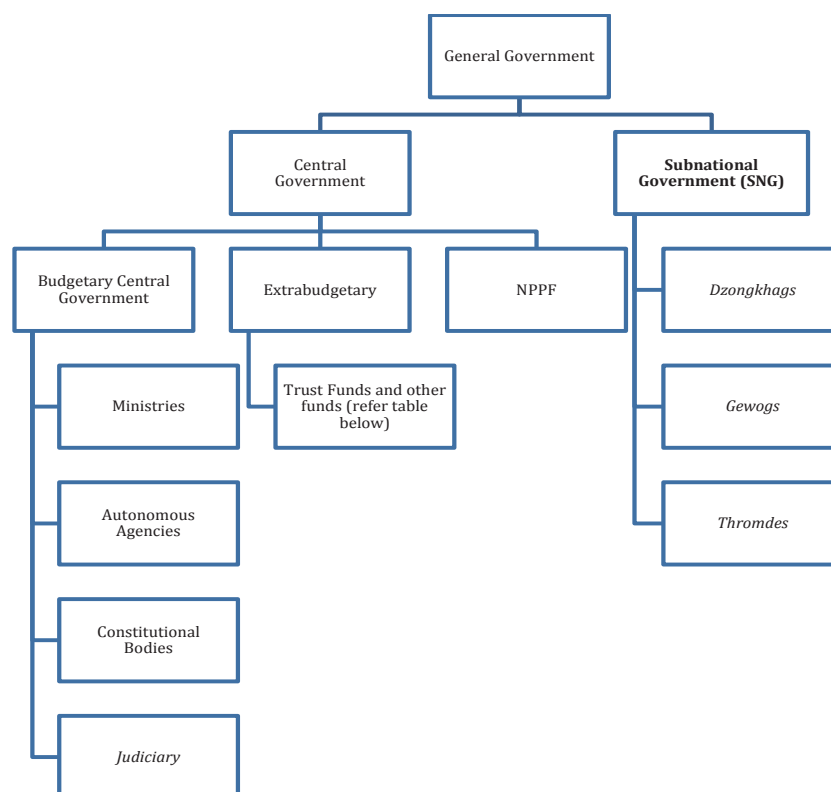 General Government
Central
Government
Subnational
Government (SNG)
Budgetary Central
Government
Extrabudgetary
NPPF
Dzongkhags
Ministries
Trust Funds and other
funds (refer table
below)
Gewogs
Autonomous
Agencies
Thromdes
Constitutional
Bodies
Judiciary